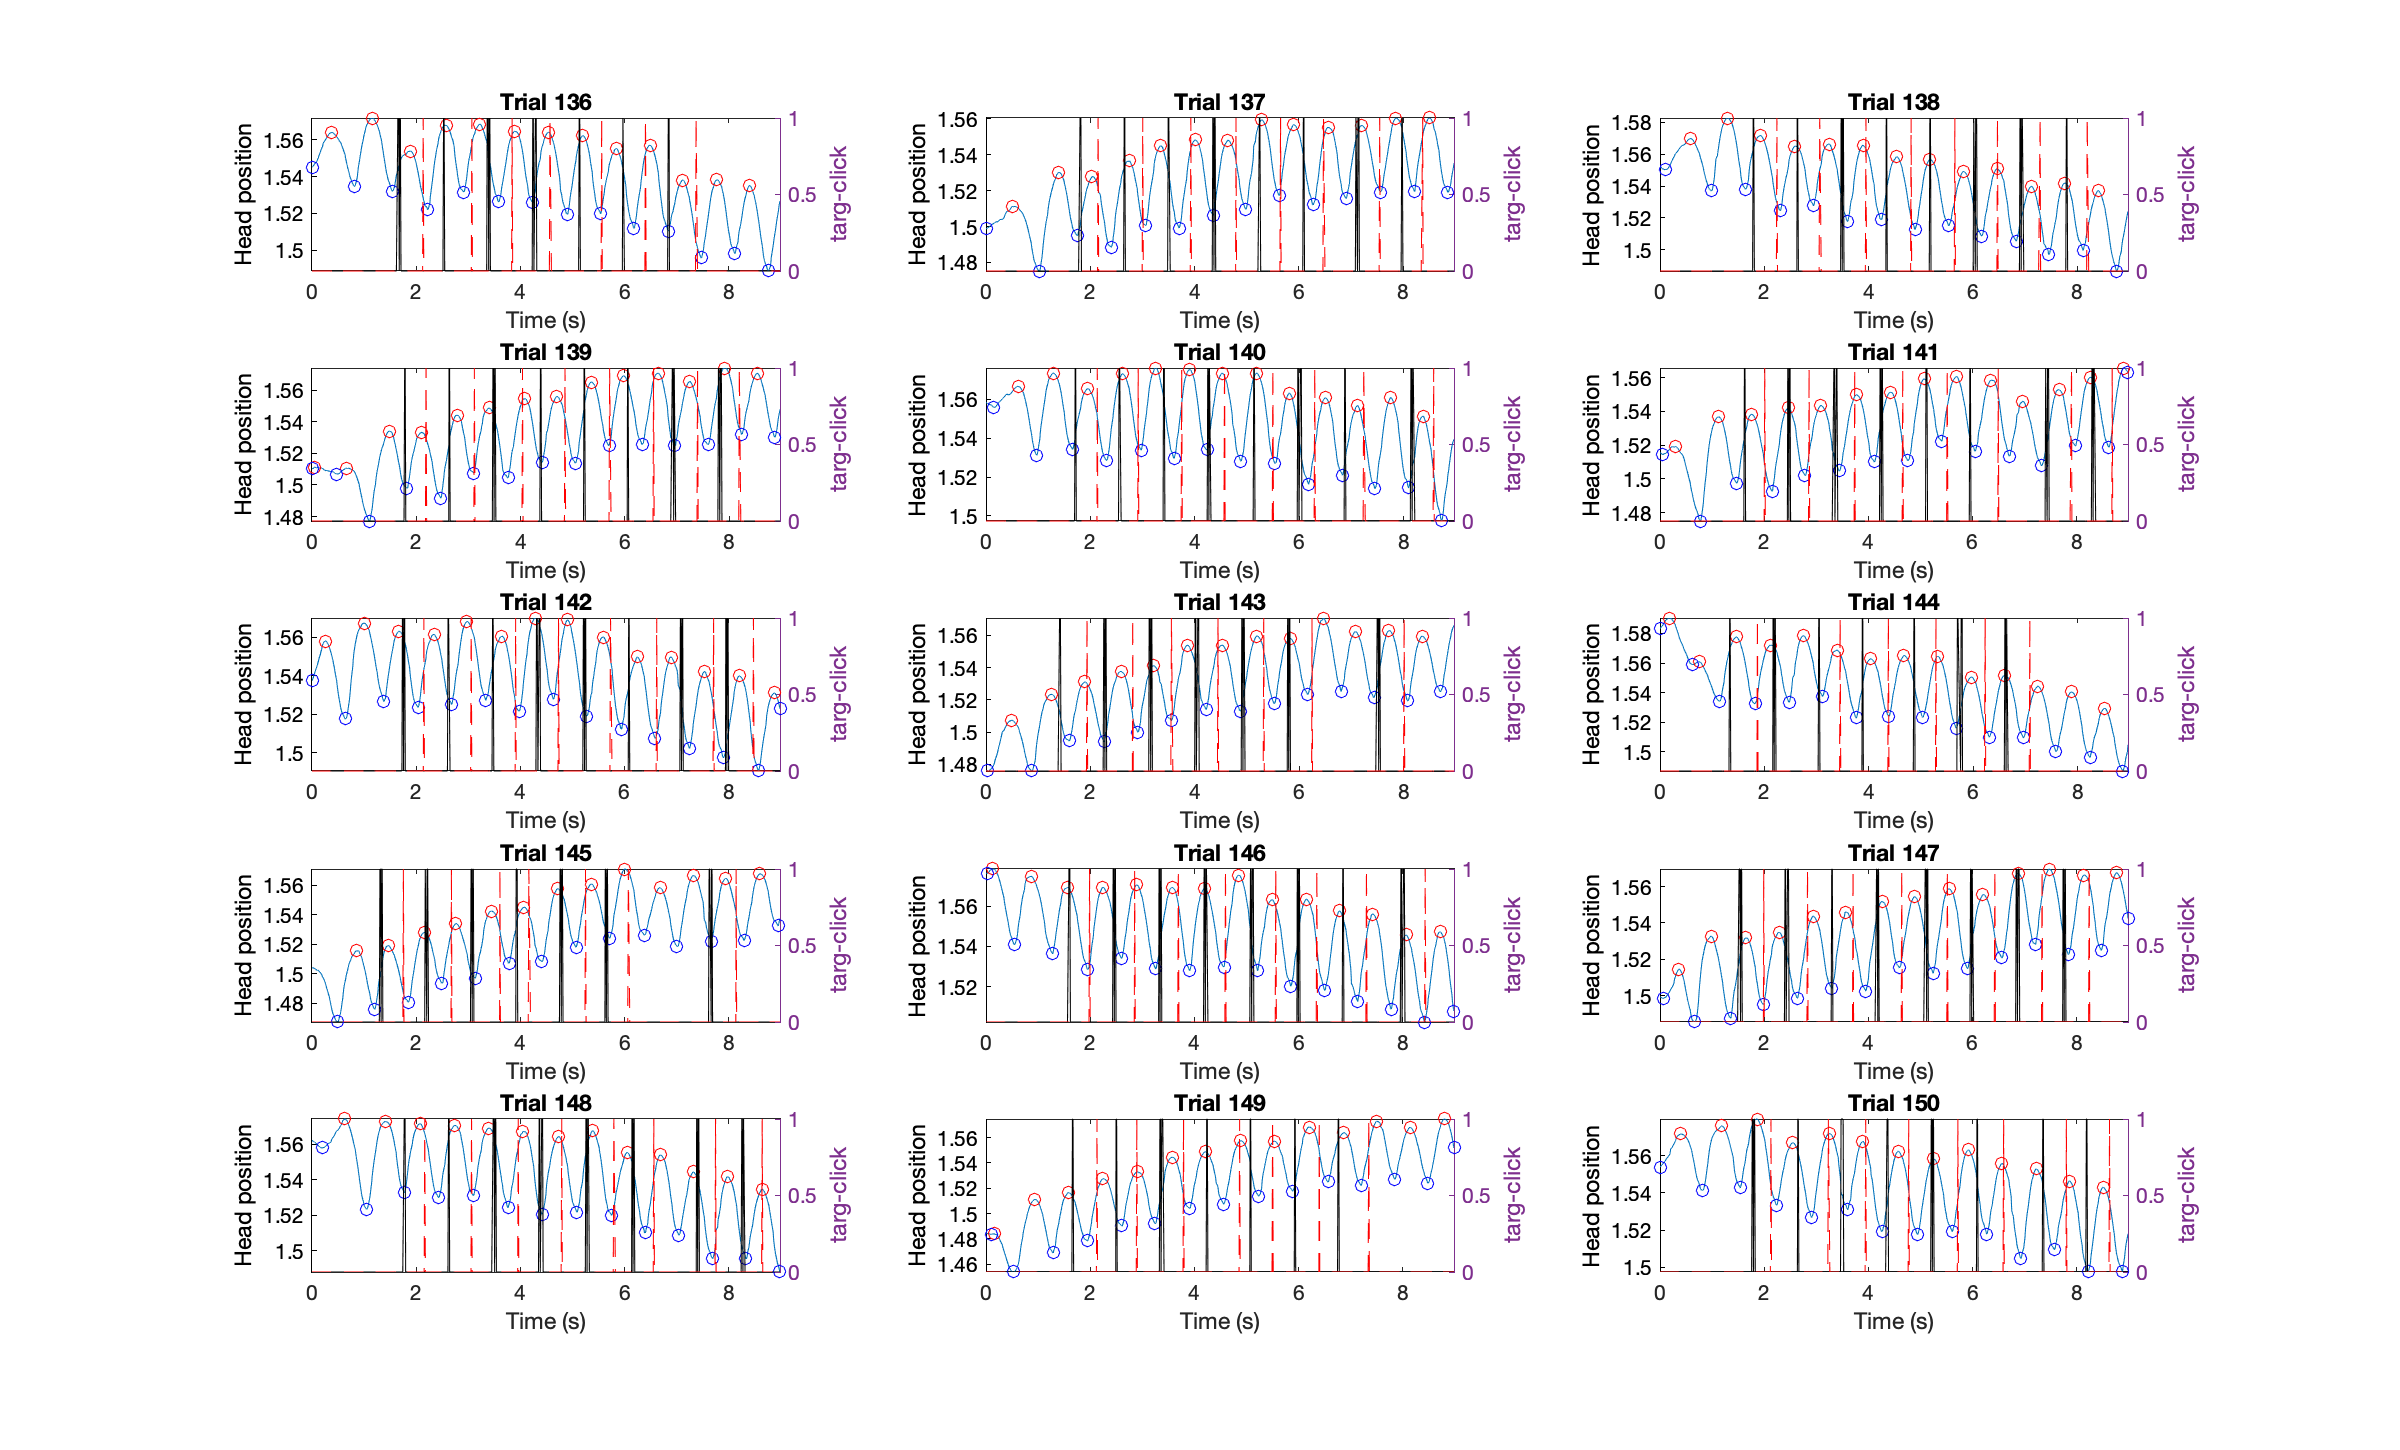 Trial 136
Head position
1.56
1.54
1.52
1.5
1
0.5
0
targ-click
0 2 4 6 8
Time (s)
Trial 137
Head position
1.56
1.54
1.52
1.5
1.48
1
0.5
0
targ-click
0 2 4 6 8
Time (s)
Trial 138
Head position
1.58
1.56
1.54
1.52
1.5
1
0.5
0
targ-click
0 2 4 6 8
Time (s)
Trial 139
Head position
1.56
1.54
1.52
1.5
1.48
1
0.5
0
targ-click
0 2 4 6 8
Time (s)
Trial 140
Head position
1.56
1.54
1.52
1.5
1
0.5
0
targ-click
0 2 4 6 8
Time (s)
Trial 141
Head position
1.56
1.54
1.52
1.5
1.48
1
0.5
0
targ-click
0 2 4 6 8
Time (s)
Trial 142
Head position
1.56
1.54
1.52
1.5
1
0.5
0
targ-click
0 2 4 6 8
Time (s)
Trial 143
Head position
1.56
1.54
1.52
1.5
1.48
1
0.5
0
targ-click
0 2 4 6 8
Time (s)
Trial 144
Head position
1.58
1.56
1.54
1.52
1.5
1
0.5
0
targ-click
0 2 4 6 8
Time (s)
Trial 145
Head position
1.56
1.54
1.52
1.5
1.48
1
0.5
0
targ-click
0 2 4 6 8
Time (s)
Trial 146
Head position
1.56
1.54
1.52
1
0.5
0
targ-click
0 2 4 6 8
Time (s)
Trial 147
Head position
1.56
1.54
1.52
1.5
1
0.5
0
targ-click
0 2 4 6 8
Time (s)
Trial 148
Head position
1.56
1.54
1.52
1.5
1
0.5
0
targ-click
0 2 4 6 8
Time (s)
Trial 149
Head position
1.56
1.54
1.52
1.5
1.48
1.46
1
0.5
0
targ-click
0 2 4 6 8
Time (s)
Trial 150
Head position
1.56
1.54
1.52
1.5
1
0.5
0
targ-click
0 2 4 6 8
Time (s)